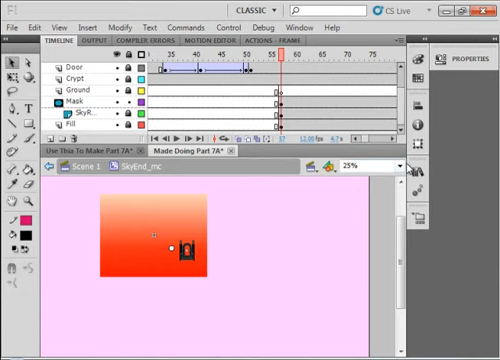 Fl CLASSIC CS Live
File Edit View Insert Modify Text Commands Control Debug Window Help
TIMELINE OUTPUT COMPILER ERRORS MOTION EDITOR ACTIONS - FRAME
PROPERTIES
35 40 45 50 55 60 65 70 75
Door
Crypt
Ground
Mask
SkyR...
Fill
57 12.00 fps 4.7 s
Use This To Make Part 7A* Made Doing Part 7A*
Scene 1 SkyEnd_mc 25%